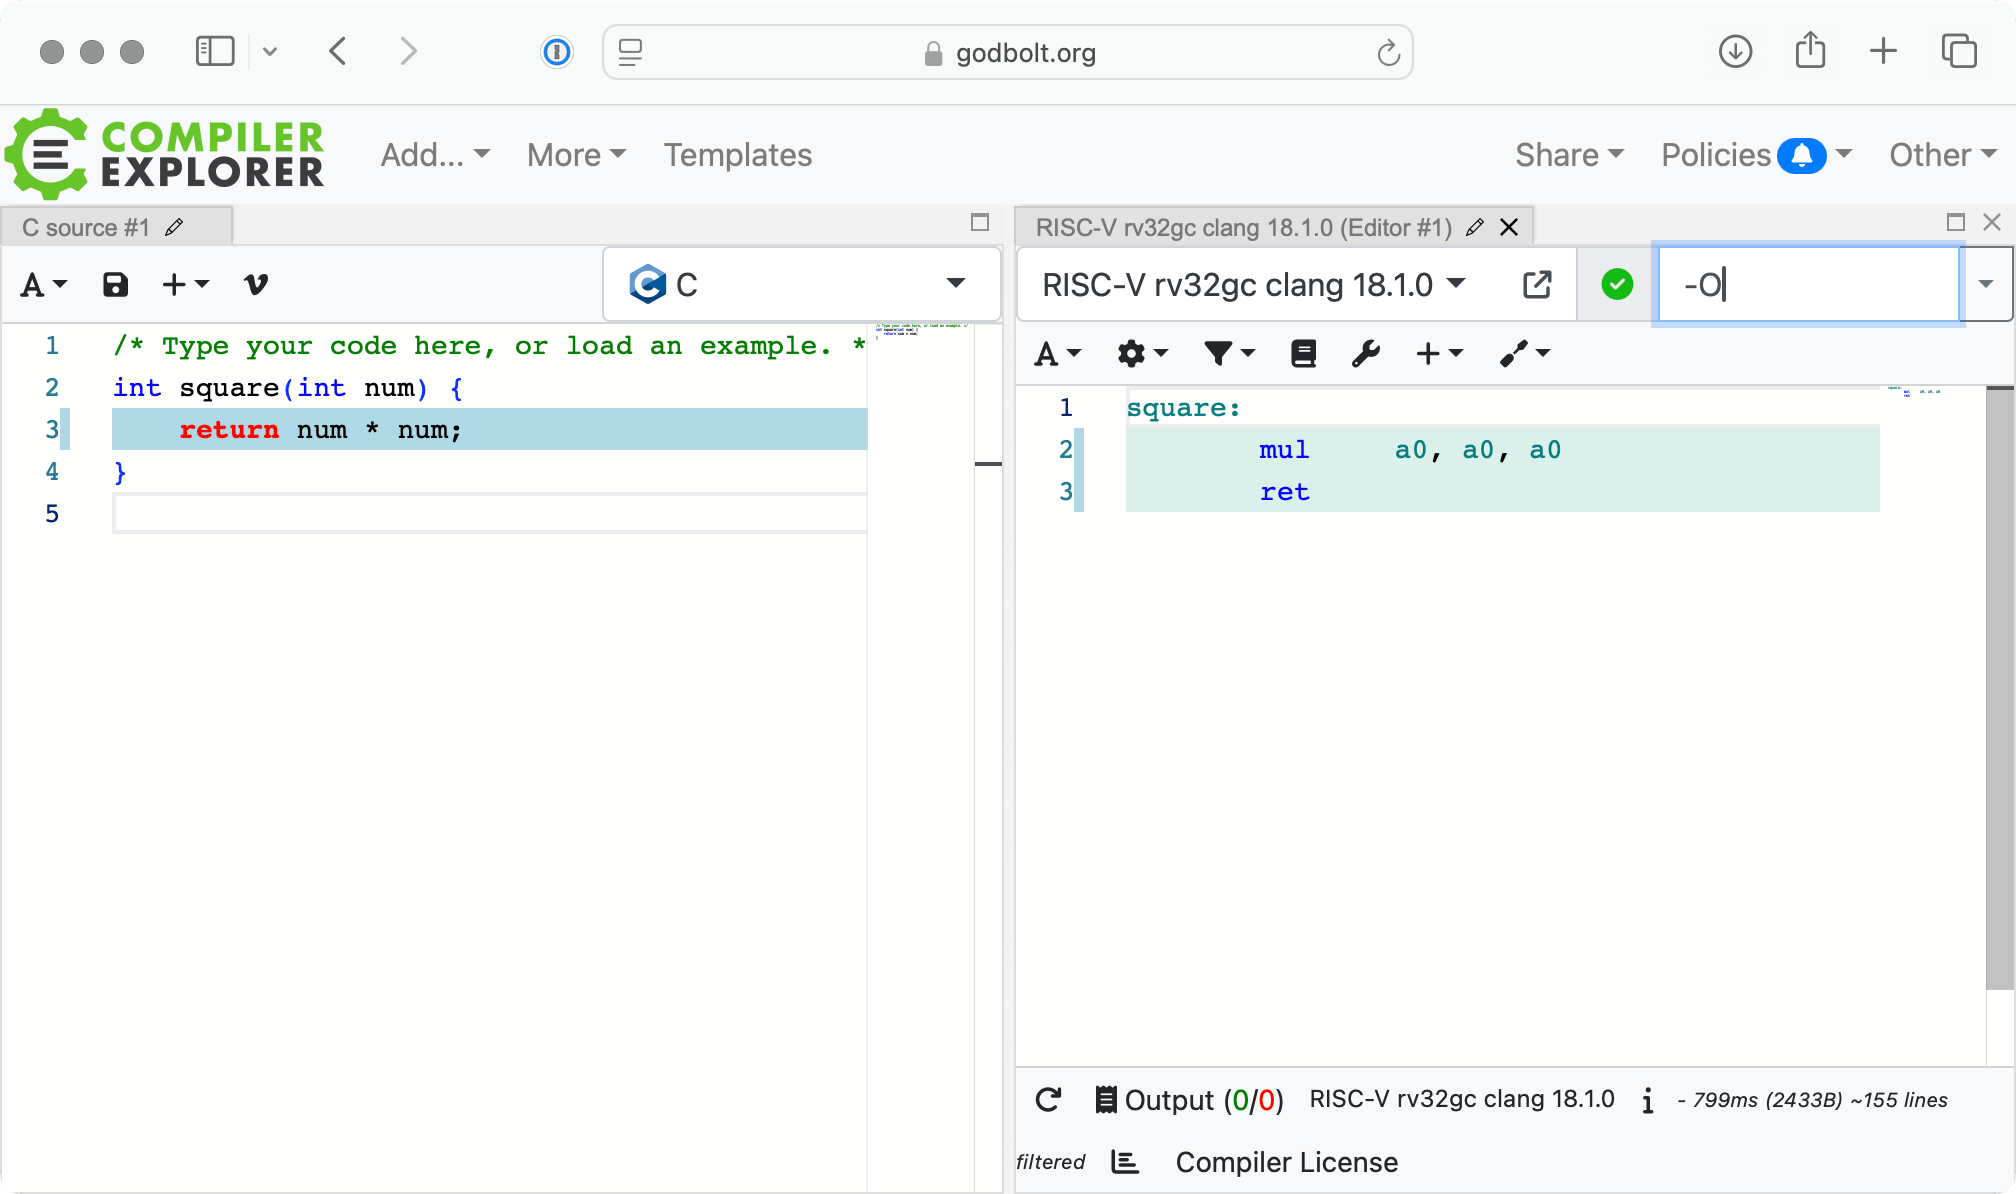 godbolt.org
COMPILER
EXPLORER
Add... More Templates Share Policies Other
C source #1
A
C
1 /* Type your code here, or load an example. *
2 int square(int num) {
3     return num * num;
4 }
5
RISC-V rv32gc clang 18.1.0 (Editor #1)
RISC-V rv32gc clang 18.1.0
-O
A
1 square:
2         mul     a0, a0, a0
3         ret
Output (0/0) RISC-V rv32gc clang 18.1.0 i - 799ms (2433B) ~155 lines
filtered Compiler License